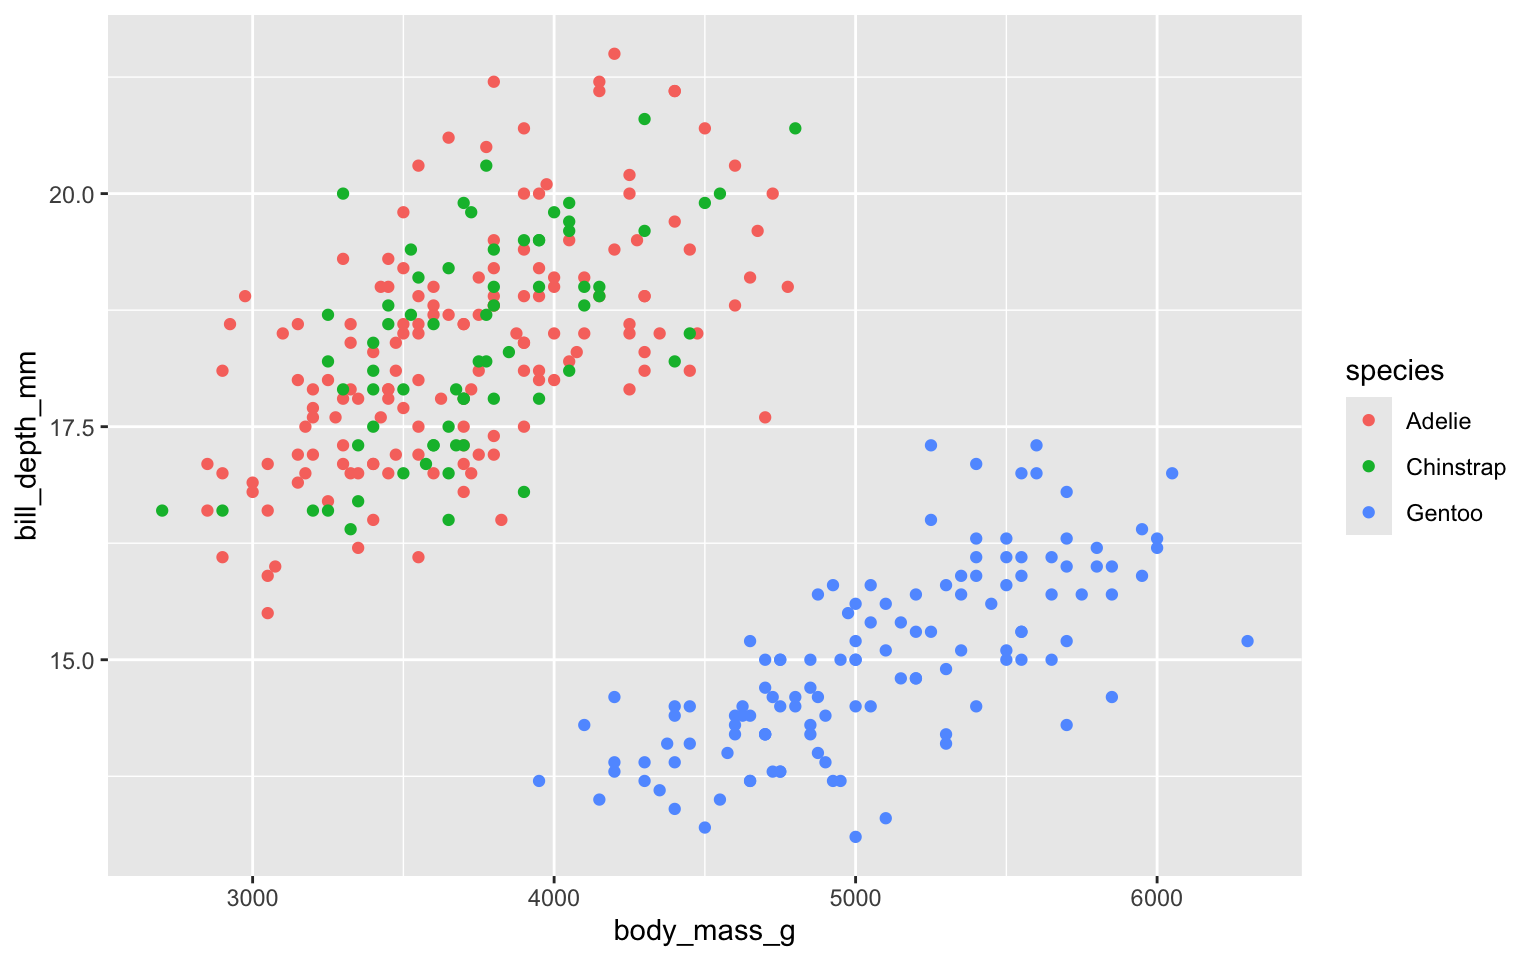 bill_depth_mm
20.0
17.5
15.0
3000
4000
5000
6000
body_mass_g
species
Adelie
Chinstrap
Gentoo